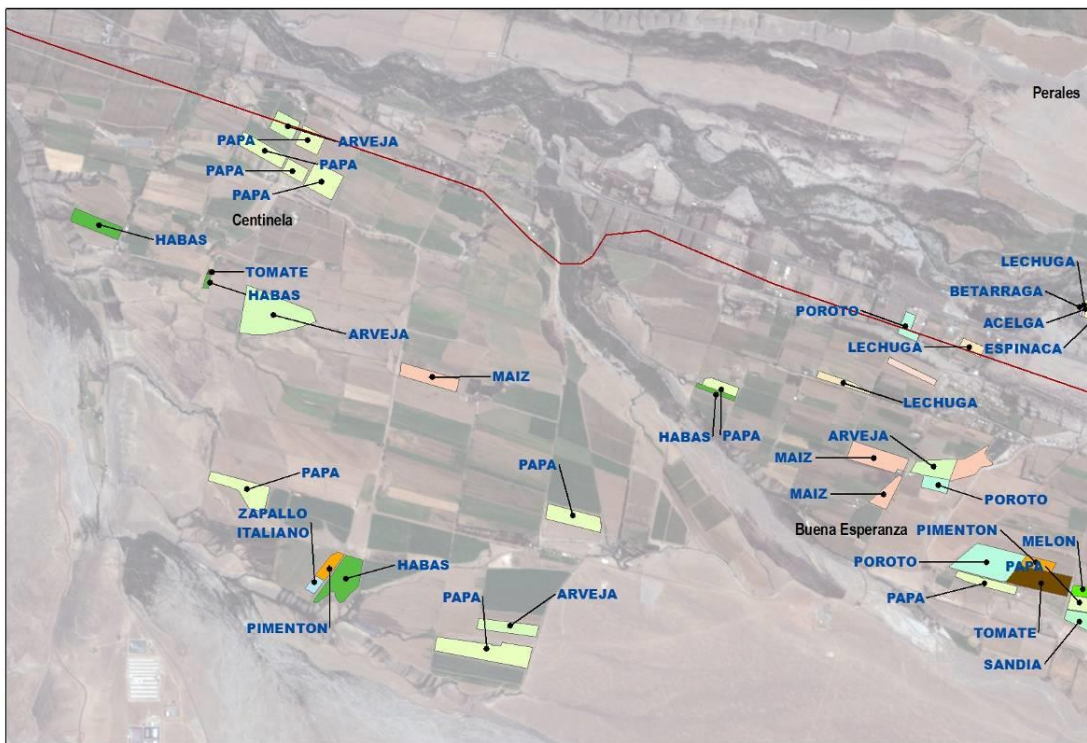 Perales
PAPA
ARVEJA
PAPA
PAPA
PAPA
Centinela
HABAS
TOMATE
HABAS
ARVEJA
LECHUGA
BETARRAGA
ACELGA
POROTO
LECHUGA
ESPINACA
MAIZ
LECHUGA
HABAS
PAPA
ARVEJA
MAIZ
PAPA
PAPA
POROTO
MAIZ
ZAPALLO
ITALIANO
Buena Esperanza
PIMENTON
MELON
POROTO
PAPA
HABAS
PAPA
PAPA
ARVEJA
PIMENTON
TOMATE
SANDIA